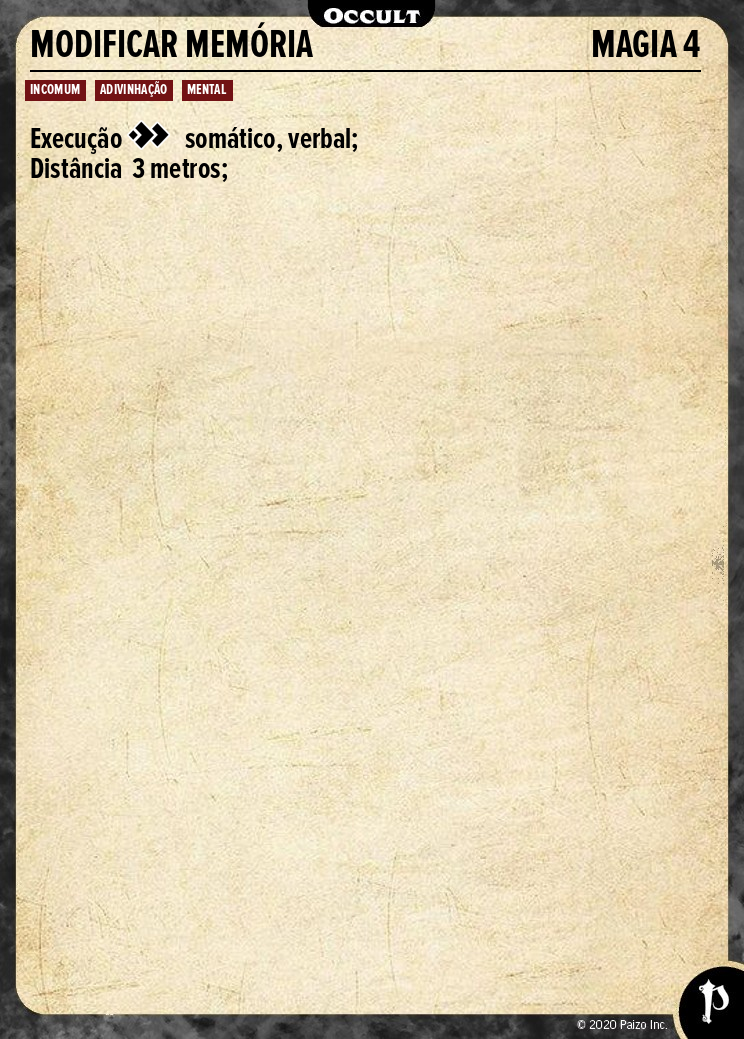 OCCULT
MODIFICAR MEMÓRIA MAGIA 4
INCOMUM ADIVINHAÇÃO MENTAL
Execução somático, verbal;
Distância 3 metros;
© 2020 Paizo Inc.
P